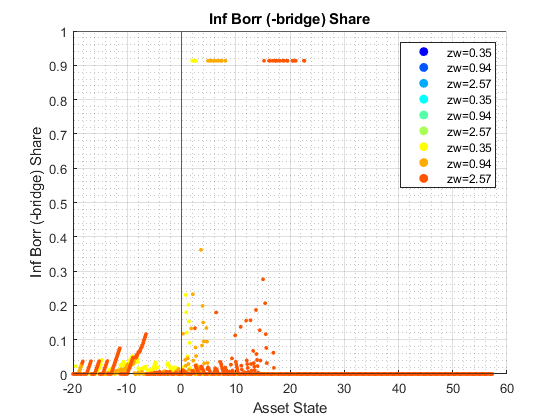 Inf Borr (-bridge) Share
1
0.9
0.8
0.7
0.6
0.5
0.4
0.3
0.2
0.1
0
Inf Borr (-bridge) Share
zw=0.35
zw=0.94
zw=2.57
zw=0.35
zw=0.94
zw=2.57
zw=0.35
zw=0.94
zw=2.57
-20 -10 0 10 20 30 40 50 60
Asset State